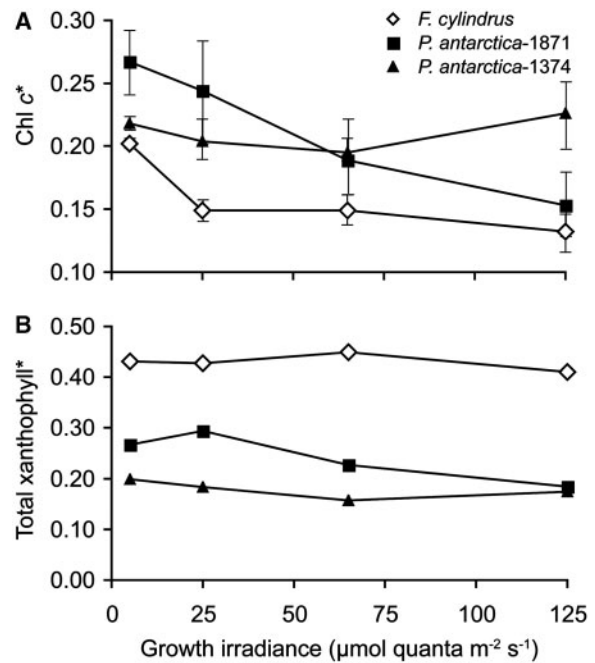 A
F. cylindrus
P. antarctica-1871
P. antarctica-1374
Chl c*
0.30
0.25
0.20
0.15
0.10
B
Total xanthophyll*
0.50
0.40
0.30
0.20
0.10
0.00
0 25 50 75 100 125
Growth irradiance (µmol quanta m⁻² s⁻¹)